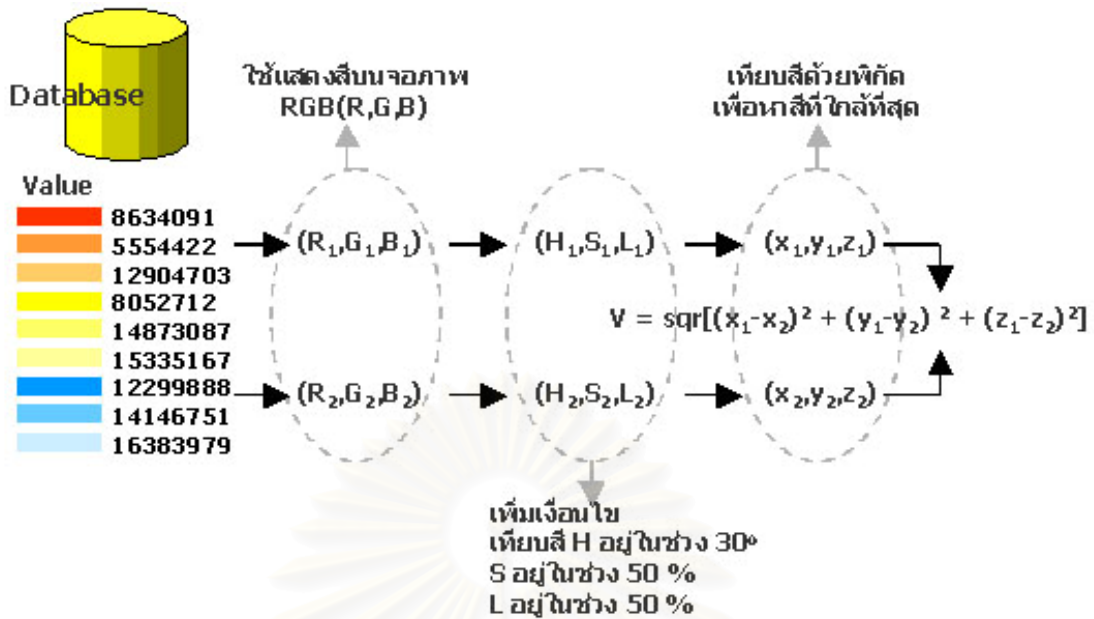 Database
ใช้แสดงสีบนจอภาพ
RGB(R,G,B)
เทียบสีด้วยพิกัด
เพื่อหาสีที่ใกล้ที่สุด
Value
8634091
5554422
12904703
8052712
14873087
15335167
12299888
14146751
16383979
(R₁,G₁,B₁)
(H₁,S₁,L₁)
(x₁,y₁,z₁)
V = sqr[(x₁-x₂)² + (y₁-y₂) ² + (z₁-z₂)²]
(R₂,G₂,B₂)
(H₂,S₂,L₂)
(x₂,y₂,z₂)
เพิ่มเงื่อนไข
เทียบสี H อยู่ในช่วง 30°
S อยู่ในช่วง 50 %
L อยู่ในช่วง 50 %